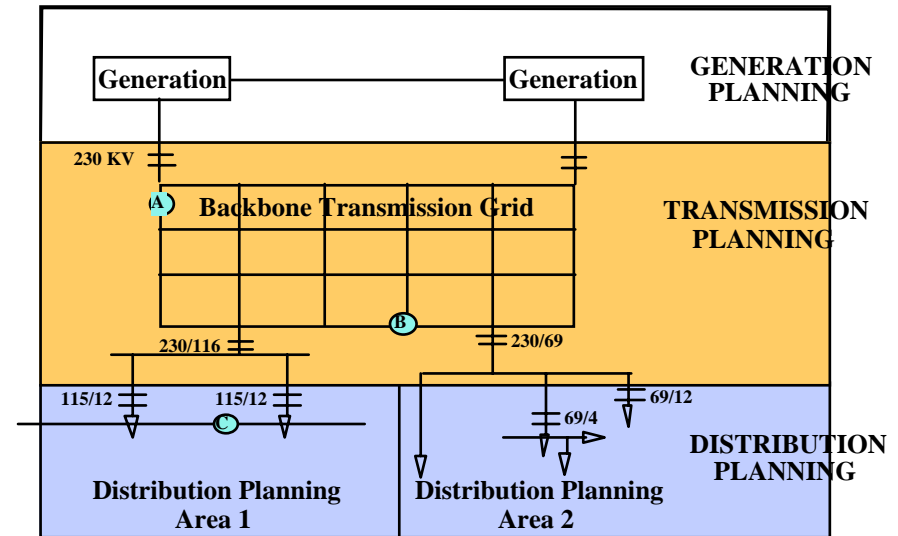 Generation
Generation
GENERATION
PLANNING
230 KV
A
Backbone Transmission Grid
TRANSMISSION
PLANNING
B
230/116
230/69
115/12
115/12
69/12
C
69/4
DISTRIBUTION
PLANNING
Distribution Planning
Area 1
Distribution Planning
Area 2